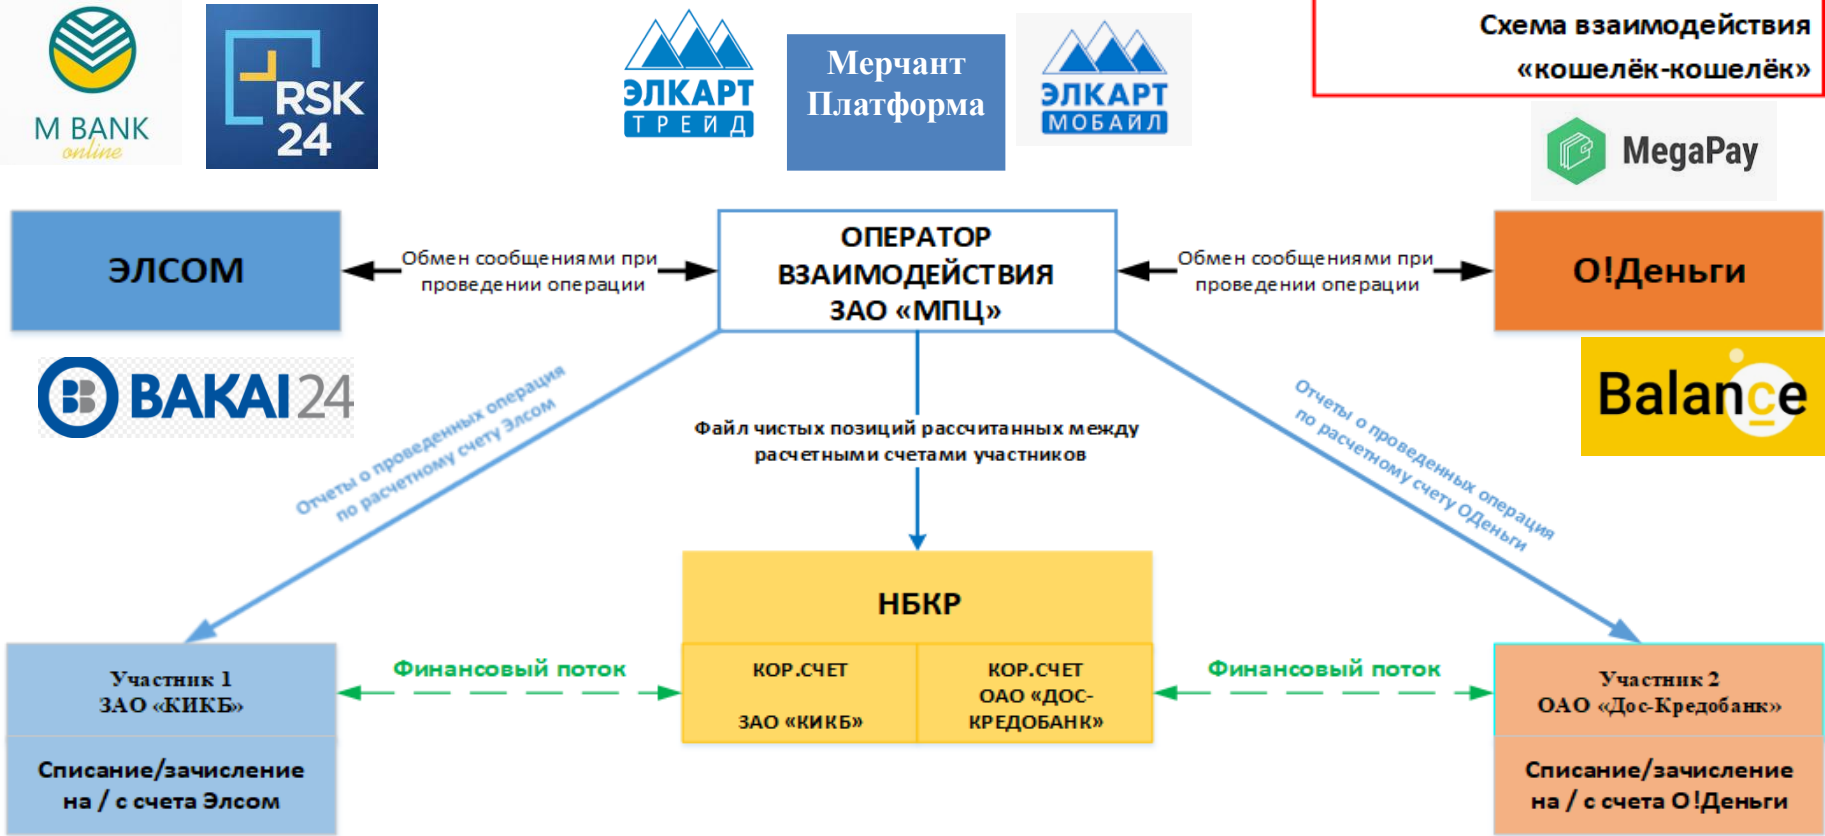 M BANK
online
RSK
24
ЭЛКАРТ
ТРЕЙД
Мерчант
Платформа
ЭЛКАРТ
МОБАЙЛ
Схема взаимодействия
«кошелёк-кошелёк»
MegaPay
ЭЛСОМ
Обмен сообщениями при
проведении операции
ОПЕРАТОР
ВЗАИМОДЕЙСТВИЯ
ЗАО «МПЦ»
Обмен сообщениями при
проведении операции
О!Деньги
BAKAI24
Balance
Отчеты о проведенных операция
по расчетному счету Элсом
Файл чистых позиций рассчитанных между
расчетными счетами участников
Отчеты о проведенных операция
по расчетному счету ОДеньги
НБКР
КОР.СЧЕТ
ЗАО «КИКБ»
КОР.СЧЕТ
ОАО «ДОС-
КРЕДОБАНК»
Финансовый поток
Финансовый поток
Участник 1
ЗАО «КИКБ»
Списание/зачисление
на / с счета Элсом
Участник 2
ОАО «Дос-Кредобанк»
Списание/зачисление
на / с счета О!Деньги